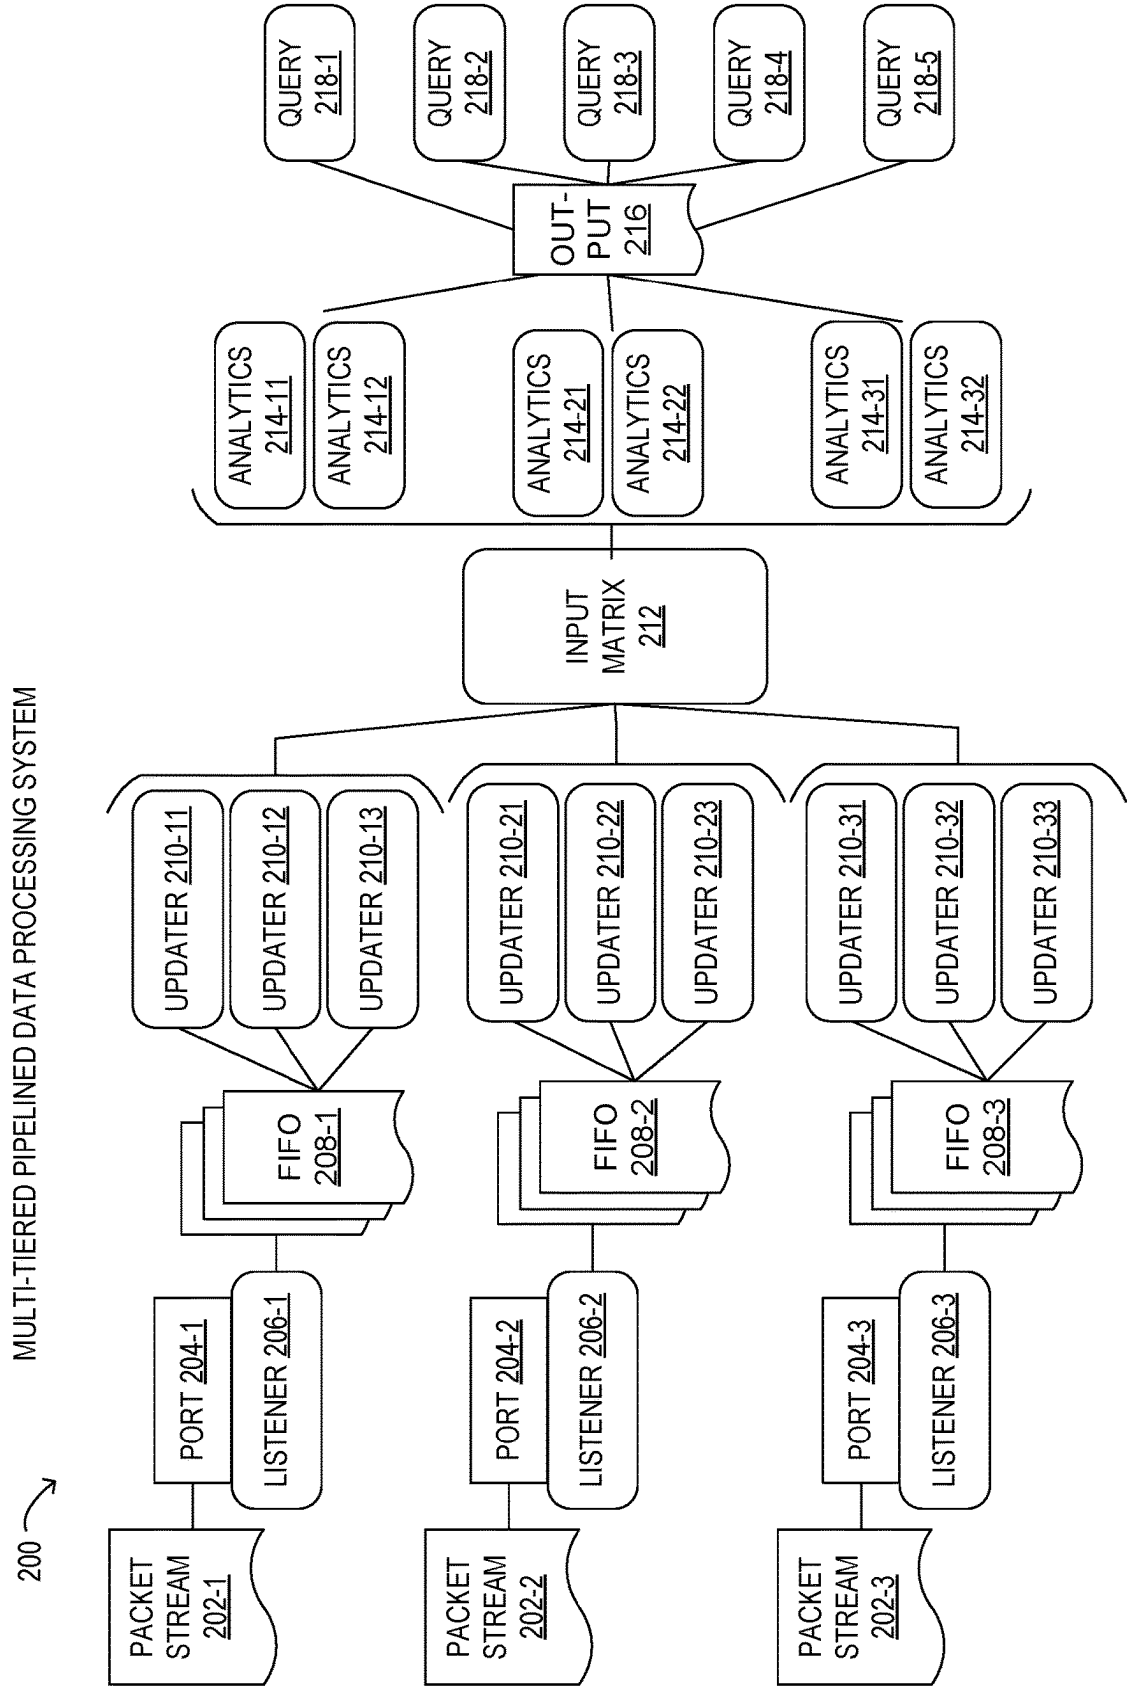 MULTI-TIERED PIPELINED DATA PROCESSING SYSTEM
200
PACKET
STREAM
202-1
PORT 204-1
LISTENER 206-1
FIFO
208-1
UPDATER 210-11
UPDATER 210-12
UPDATER 210-13
PACKET
STREAM
202-2
PORT 204-2
LISTENER 206-2
FIFO
208-2
UPDATER 210-21
UPDATER 210-22
UPDATER 210-23
PACKET
STREAM
202-3
PORT 204-3
LISTENER 206-3
FIFO
208-3
UPDATER 210-31
UPDATER 210-32
UPDATER 210-33
INPUT
MATRIX
212
ANALYTICS
214-11
ANALYTICS
214-12
ANALYTICS
214-21
ANALYTICS
214-22
ANALYTICS
214-31
ANALYTICS
214-32
OUT-
PUT
216
QUERY
218-1
QUERY
218-2
QUERY
218-3
QUERY
218-4
QUERY
218-5